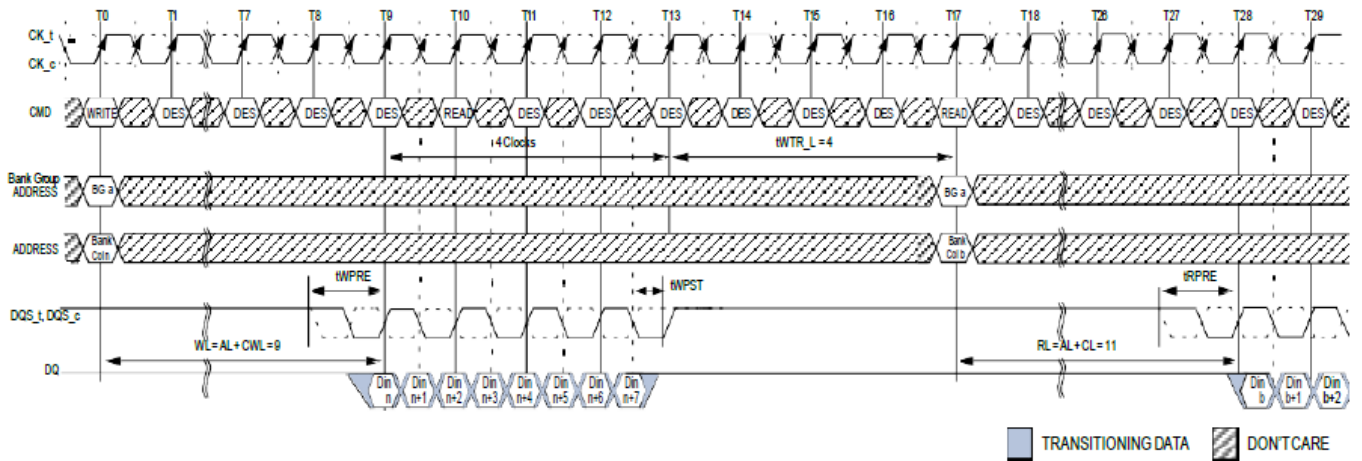 T0 T1 T7 T8 T9 T10 T11 T12 T13 T14 T15 T16 T17 T18 T26 T27 T28 T29
CK_t
CK_c
CMD WRITE DES DES DES DES READ DES DES DES DES DES DES READ DES DES DES DES DES
4 Clocks tWTR_L = 4
Bank Group
ADDRESS
BG a BG a
ADDRESS
Bank
Col n
Bank
Col b
tWPRE tWPST tRPRE
DQS_t, DQS_c
WL = AL + CWL = 9 RL = AL + CL = 11
DQ
Din Din Din Din Din Din Din Din Din Din Din
n n+1 n+2 n+3 n+4 n+5 n+6 n+7 b b+1 b+2
TRANSITIONING DATA DON'T CARE